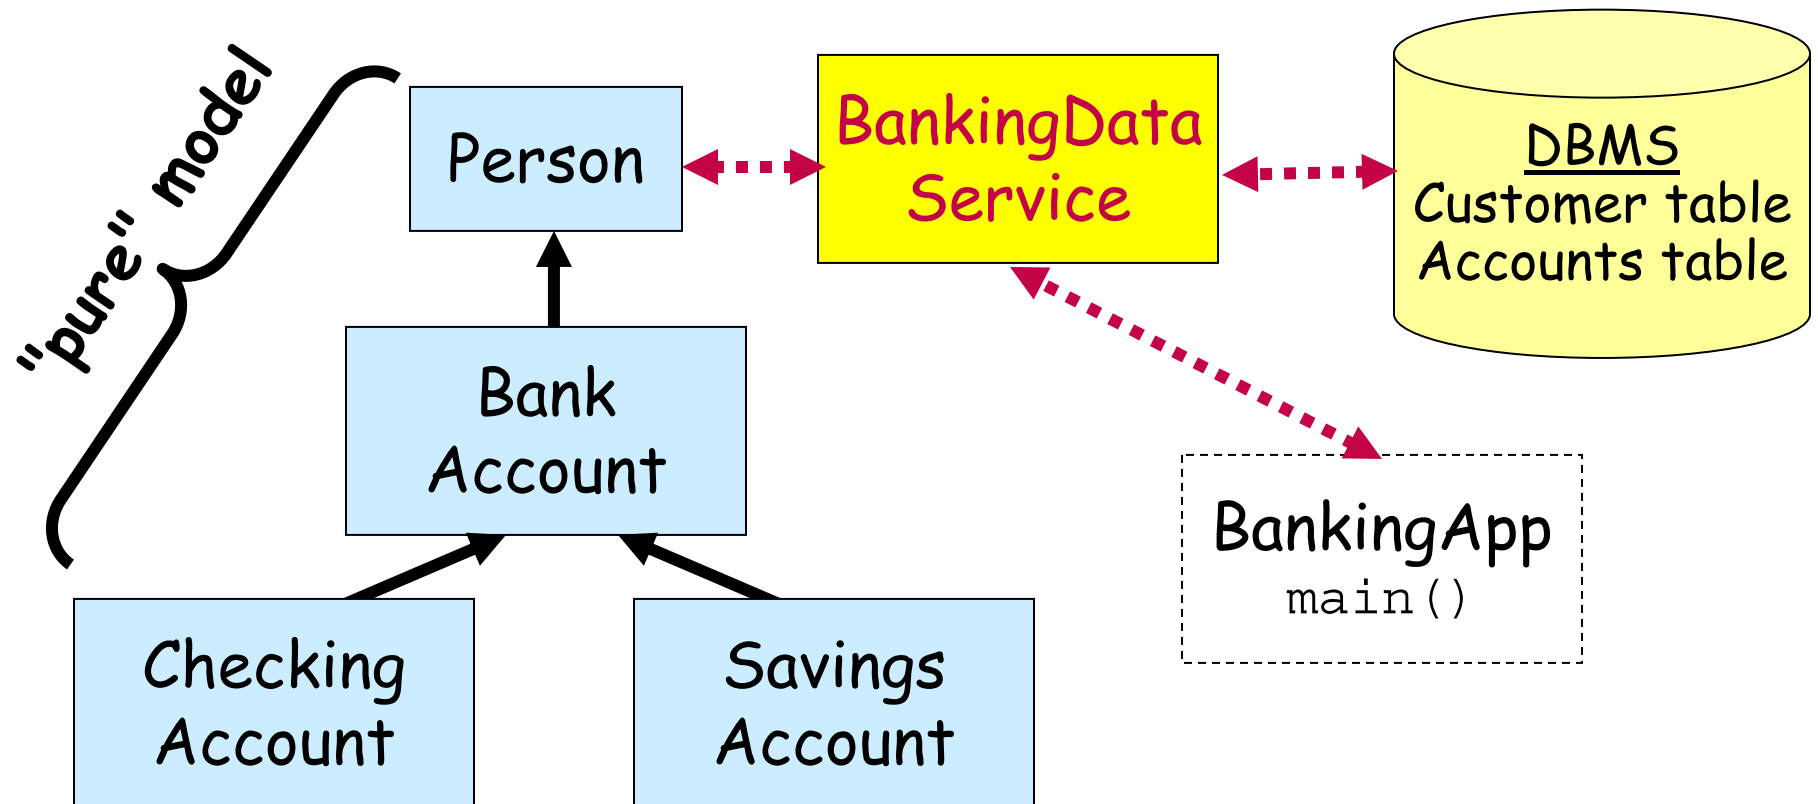 "pure" model
Person
BankingData
Service
DBMS
Customer table
Accounts table
Bank
Account
BankingApp
main()
Checking
Account
Savings
Account